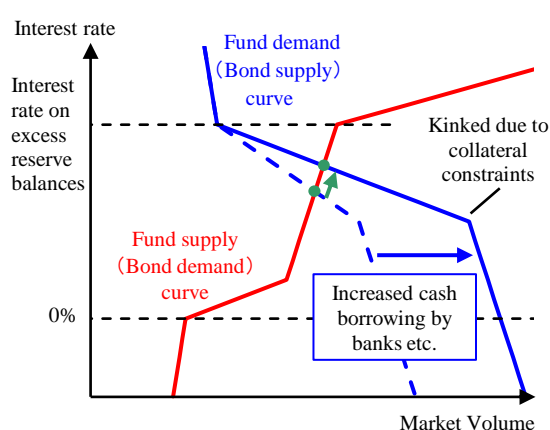 Interest rate
Fund demand
（Bond supply）
curve
Interest
rate on
excess
reserve
balances
Kinked due to
collateral
constraints
Fund supply
（Bond demand）
curve
Increased cash
borrowing by
banks etc.
0%
Market Volume